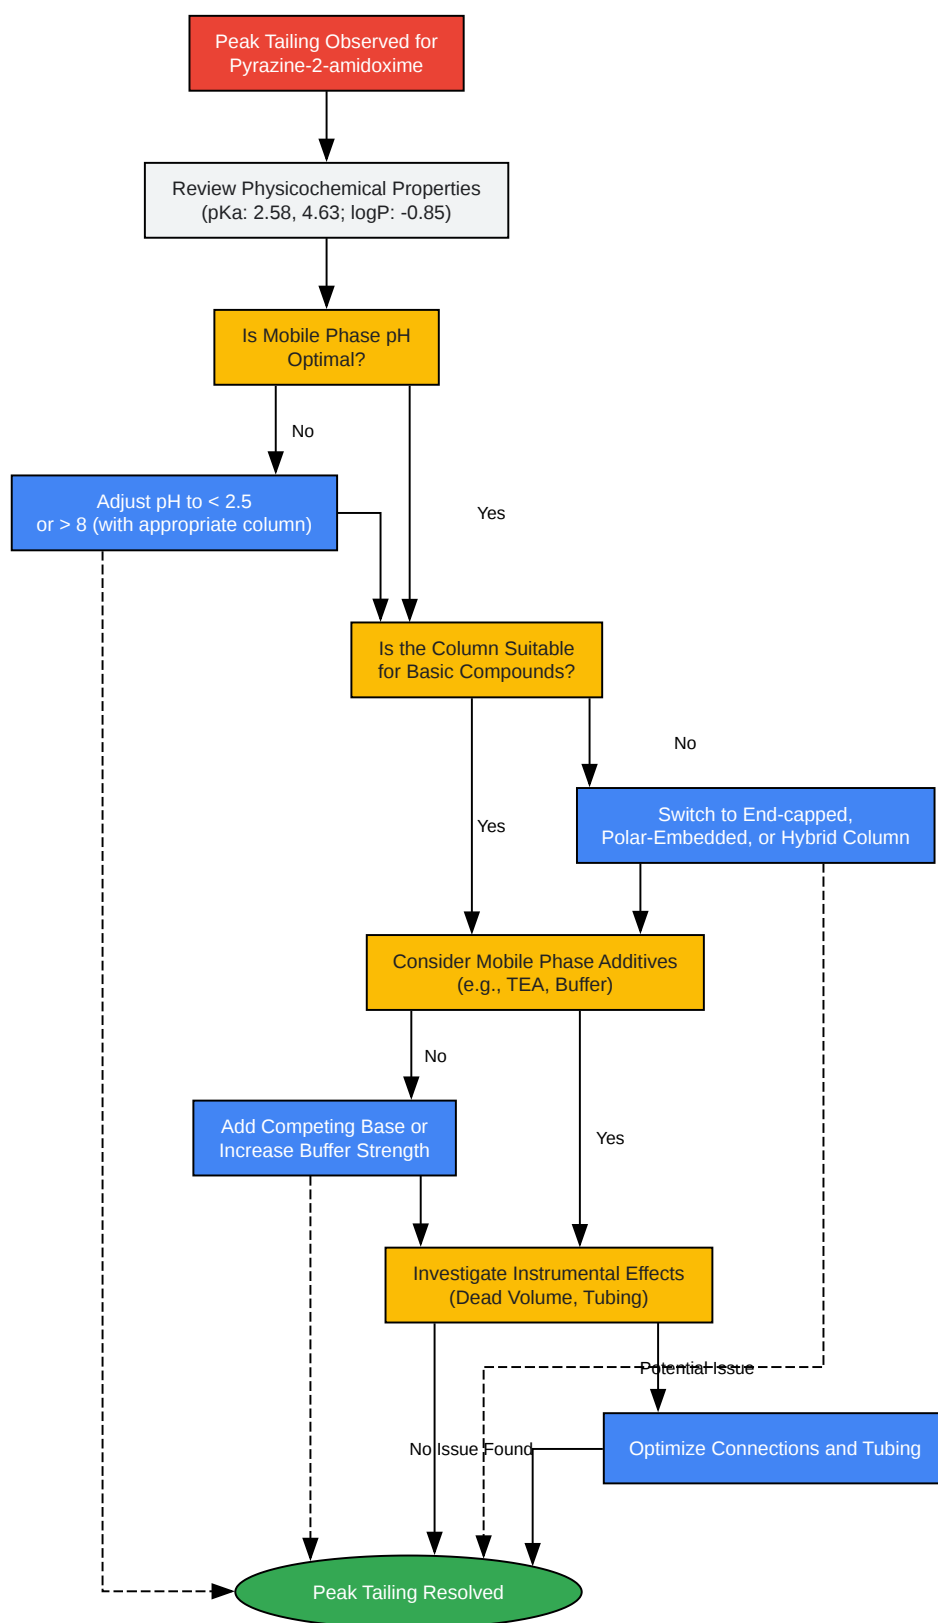 Peak Tailing Observed for
Pyrazine-2-amidoxime
Review Physicochemical Properties
(pKa: 2.58, 4.63; logP: -0.85)
Is Mobile Phase pH
Optimal?
No
Adjust pH to < 2.5
or > 8 (with appropriate column)
Yes
Is the Column Suitable
for Basic Compounds?
No
Switch to End-capped,
Polar-Embedded, or Hybrid Column
Yes
Consider Mobile Phase Additives
(e.g., TEA, Buffer)
No
Add Competing Base or
Increase Buffer Strength
Yes
Investigate Instrumental Effects
(Dead Volume, Tubing)
Potential Issue
No Issue Found
Optimize Connections and Tubing
Peak Tailing Resolved